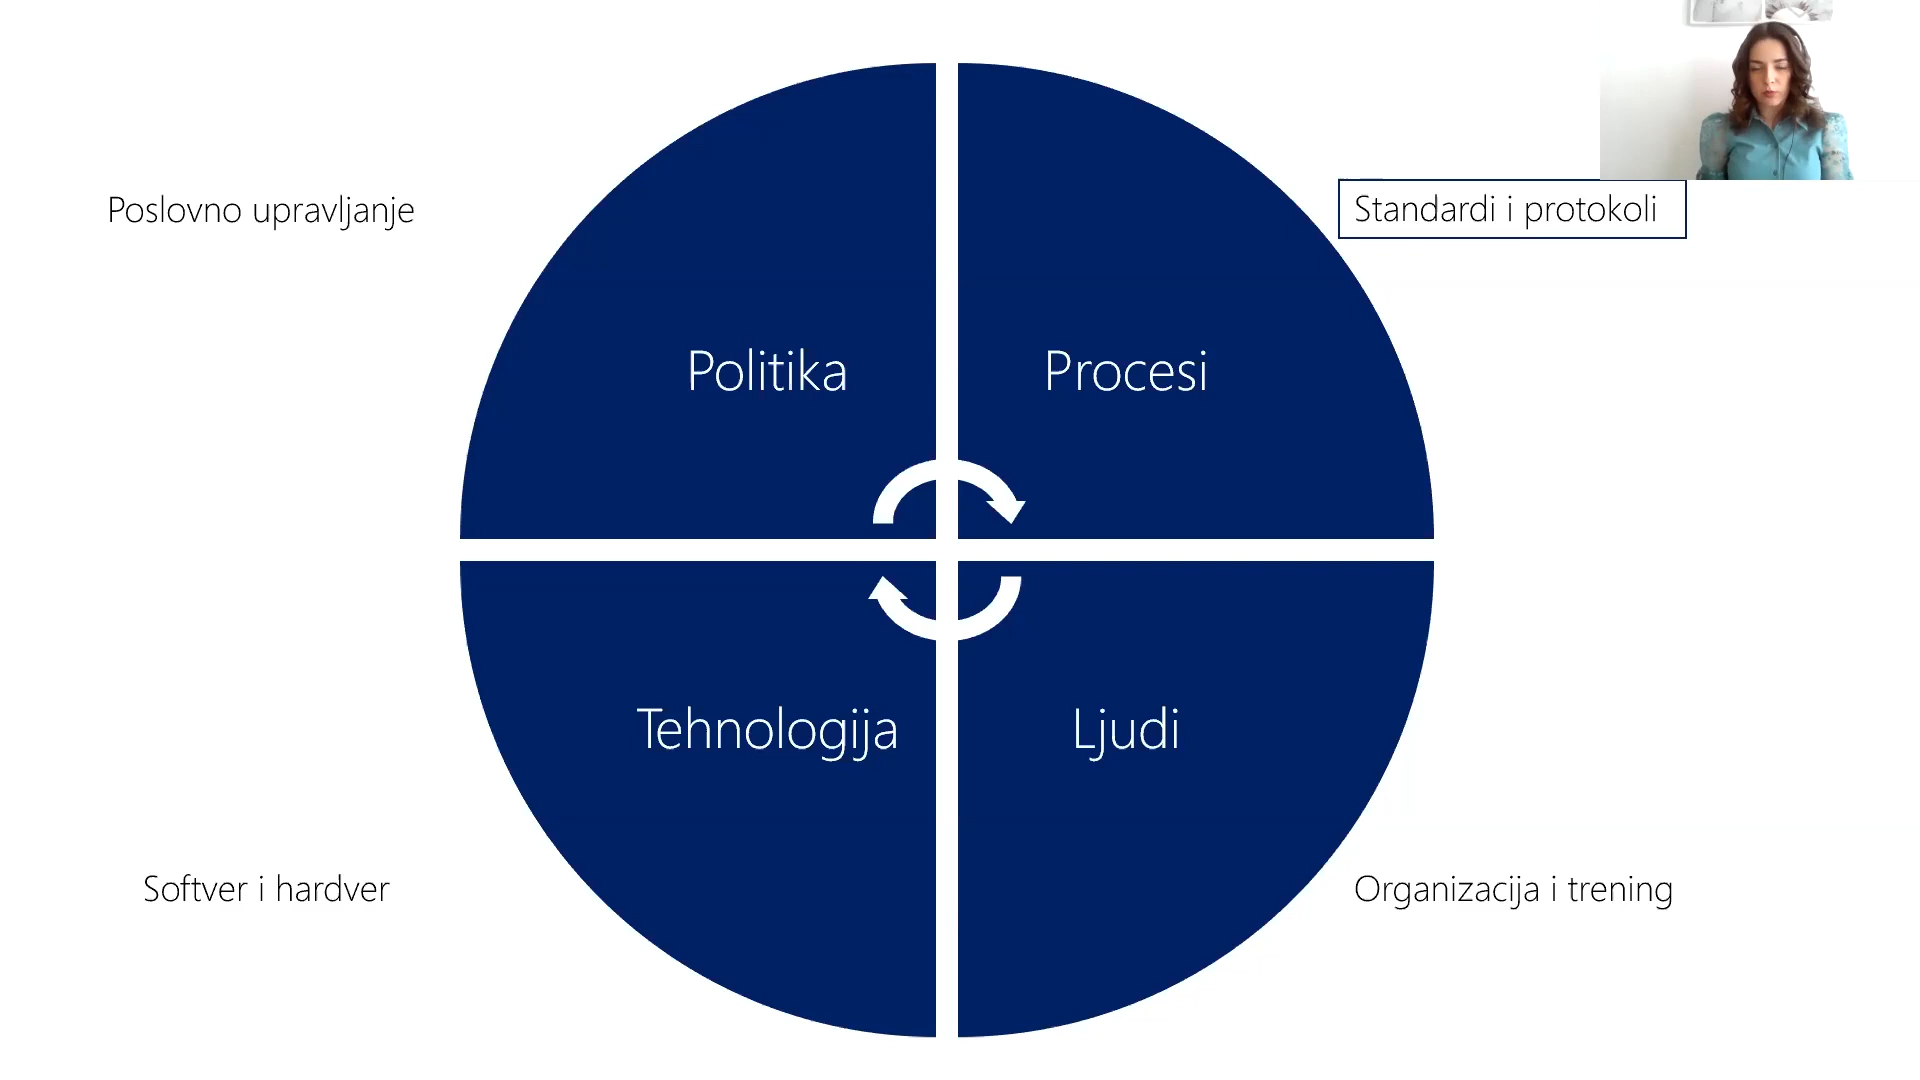 Poslovno upravljanje
Standardi i protokoli
Politika
Procesi
Tehnologija
Ljudi
Softver i hardver
Organizacija i trening